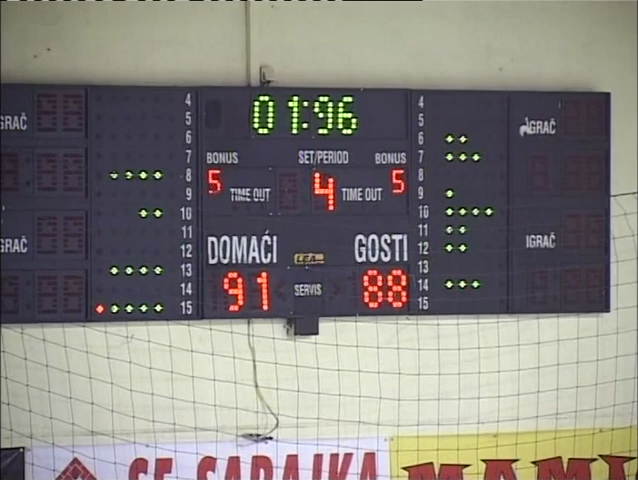 01:96
IGRAČ
4
5
6
7
8
9
10
11
12
13
14
15
BONUS SET/PERIOD BONUS
5 TIME OUT 4 TIME OUT 5
DOMAĆI GOSTI
91 SERVIS 88
4
5
6
7
8
9
10
11
12
13
14
15
IGRAČ
IGRAČ
SARAJKA
MAMI